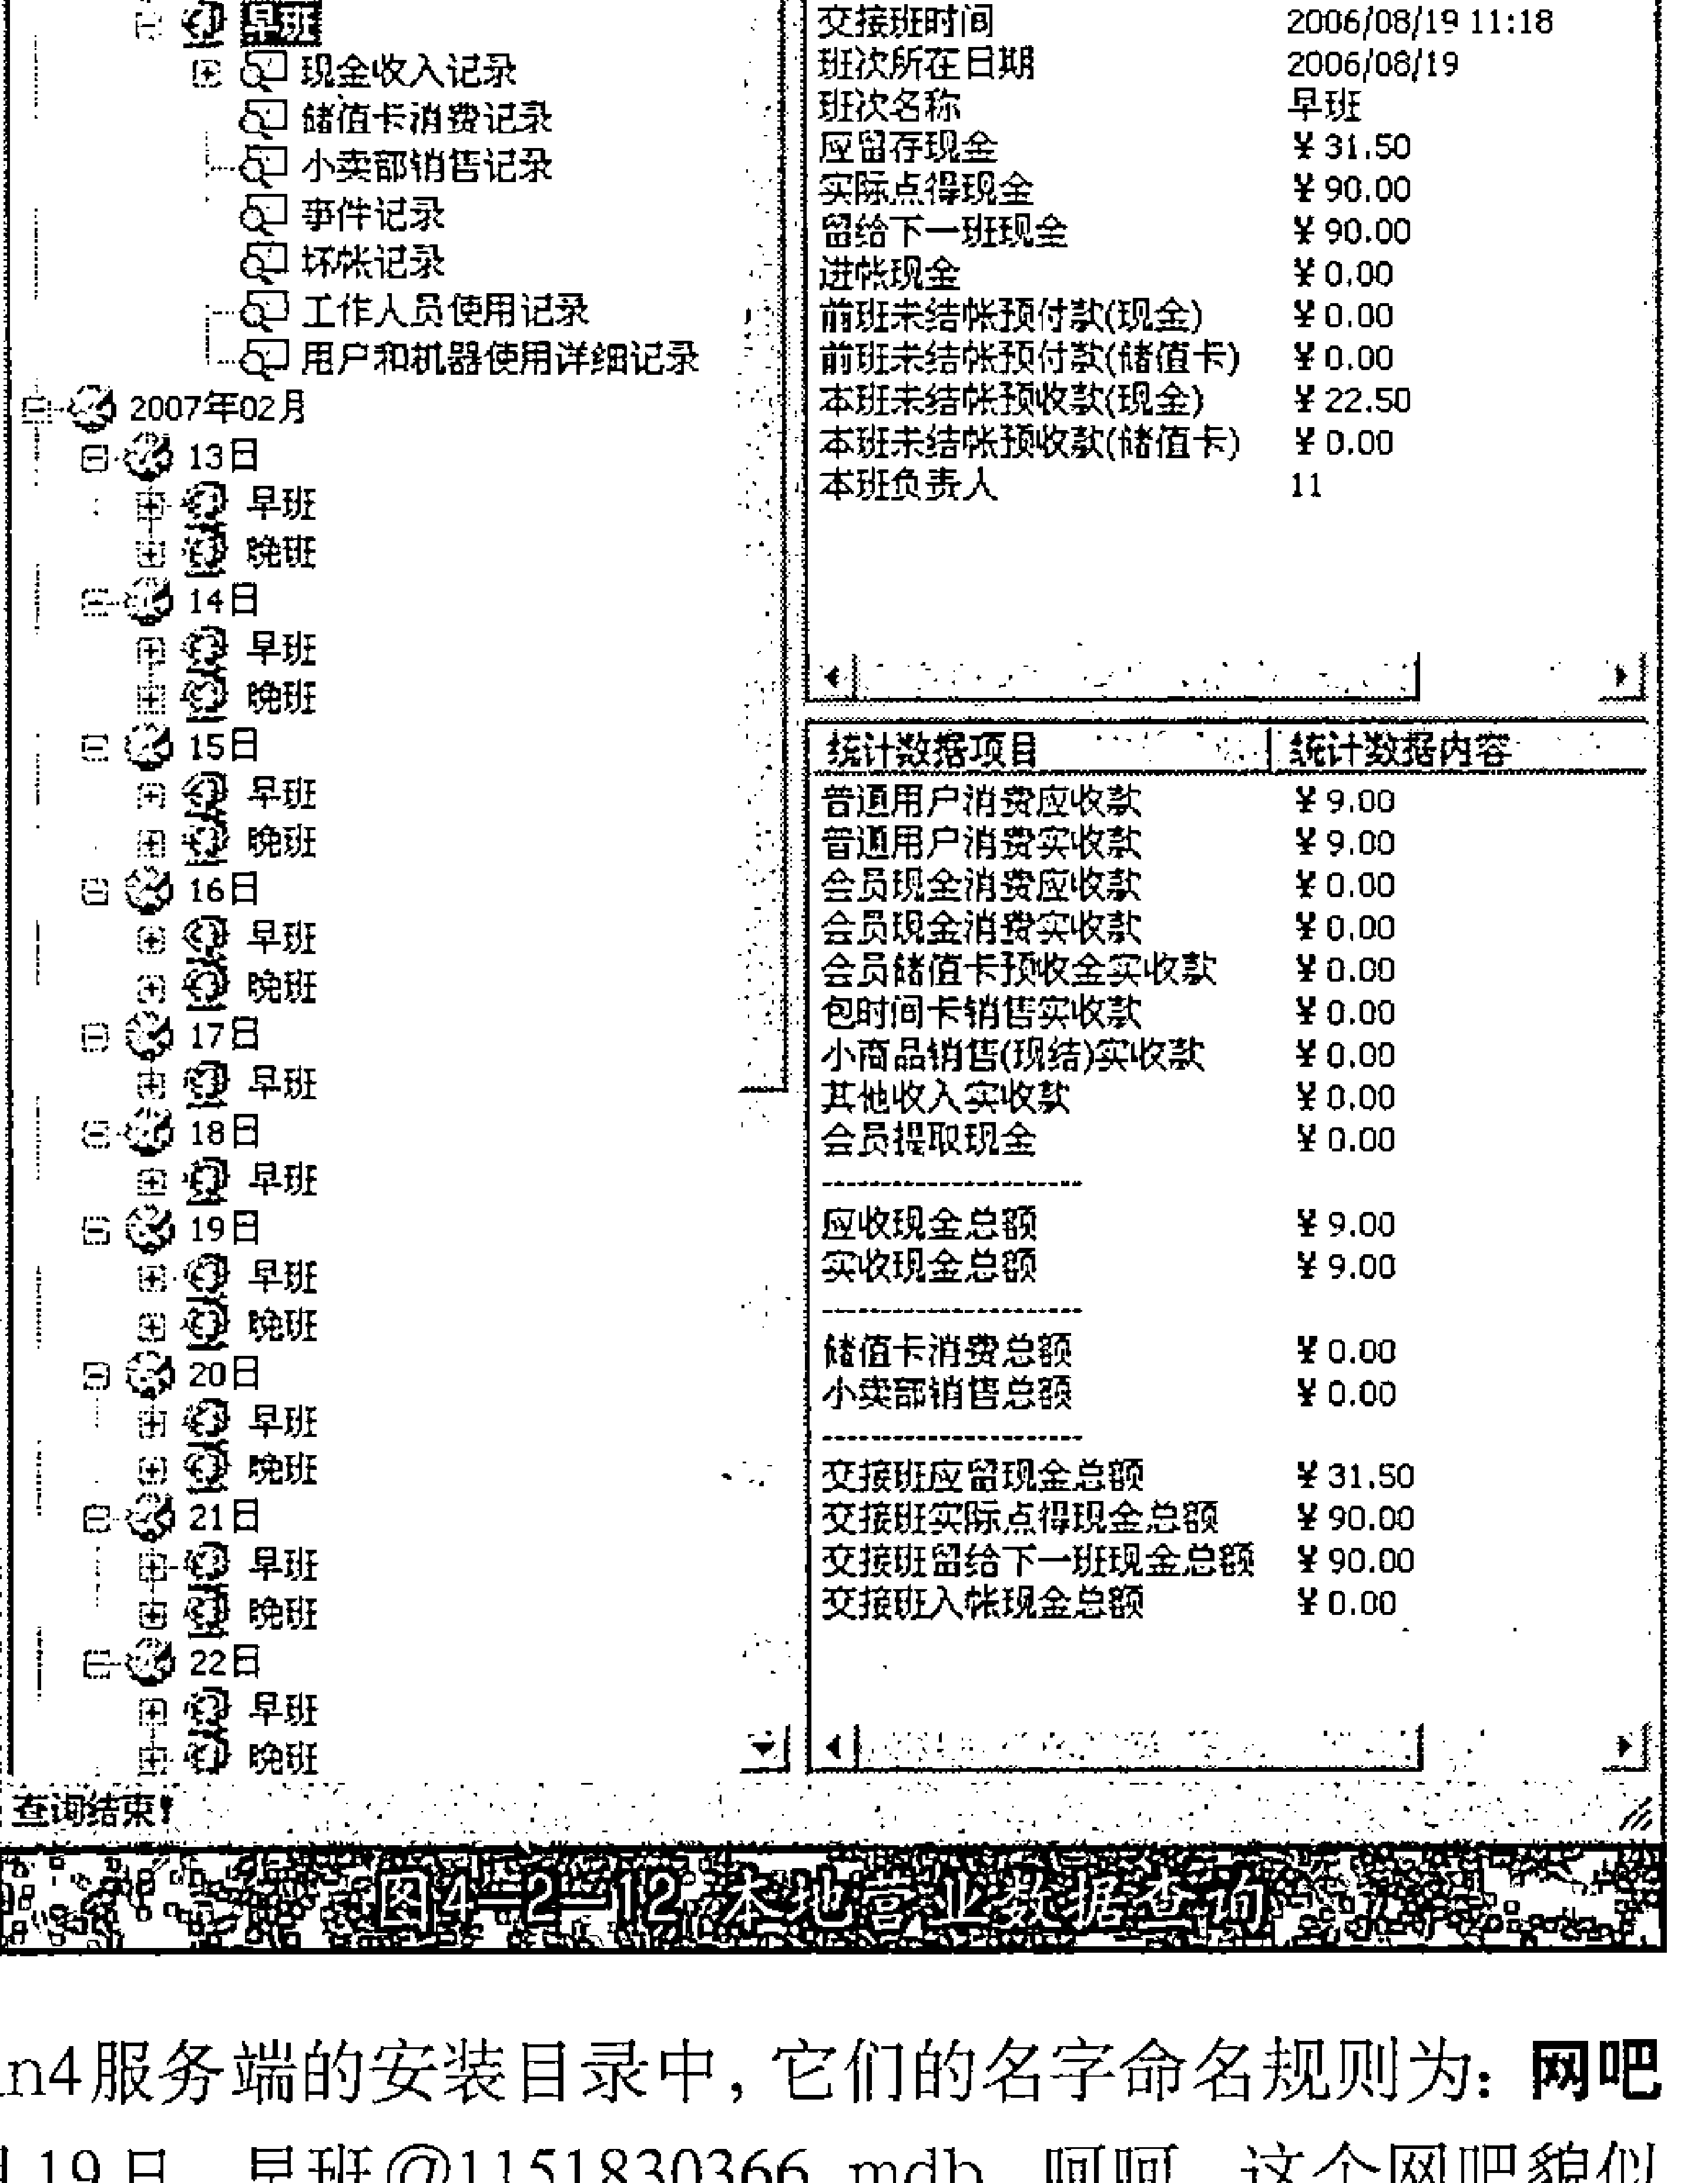 早班
现金收入记录
储值卡消费记录
小卖部销售记录
事件记录
坏帐记录
工作人员使用记录
用户和机器使用详细记录
2007年02月
13日
早班
晚班
14日
早班
晚班
15日
早班
晚班
16日
早班
晚班
17日
早班
18日
早班
19日
早班
晚班
20日
早班
晚班
21日
早班
晚班
22日
早班
晚班
交接班时间 2006/08/19 11:18
班次所在日期 2006/08/19
班次名称 早班
应留存现金 ¥31.50
实际点得现金 ¥90.00
留给下一班现金 ¥90.00
进帐现金 ¥0.00
前班未结帐预付款(现金) ¥0.00
前班未结帐预付款(储值卡) ¥0.00
本班未结帐预收款(现金) ¥22.50
本班未结帐预收款(储值卡) ¥0.00
本班负责人 11
统计数据项目 统计数据内容
普通用户消费应收款 ¥9.00
普通用户消费实收款 ¥9.00
会员现金消费应收款 ¥0.00
会员现金消费实收款 ¥0.00
会员储值卡预收金实收款 ¥0.00
包时间卡销售实收款 ¥0.00
小商品销售(现结)实收款 ¥0.00
其他收入实收款 ¥0.00
会员提取现金 ¥0.00
---------------------
应收现金总额 ¥9.00
实收现金总额 ¥9.00
---------------------
储值卡消费总额 ¥0.00
小卖部销售总额 ¥0.00
---------------------
交接班应留现金总额 ¥31.50
交接班实际点得现金总额 ¥90.00
交接班留给下一班现金总额 ¥90.00
交接班入帐现金总额 ¥0.00
查询结束!
图4-2-12 本地营业数据查询
n4服务端的安装目录中，它们的名字命名规则为：网吧
19日 早班@1151830366.mdb 呵呵 这个网吧貌似